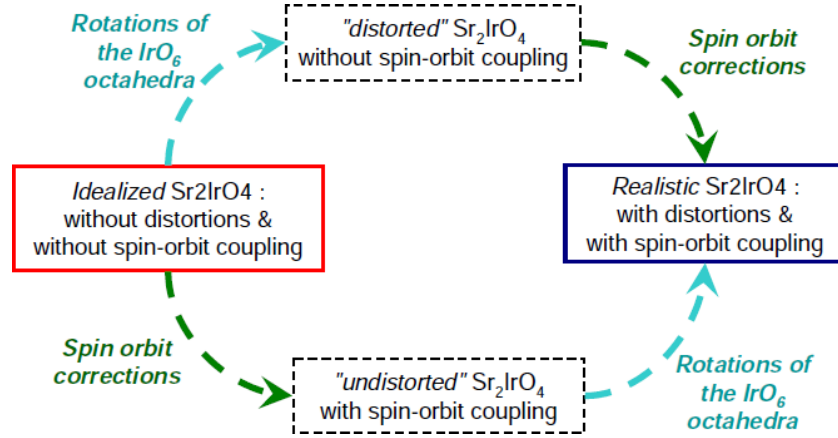 Rotations of
the IrO₆
octahedra
"distorted" Sr₂IrO₄
without spin-orbit coupling
Spin orbit
corrections
Idealized Sr2IrO4 :
without distortions &
without spin-orbit coupling
Realistic Sr2IrO4 :
with distortions &
with spin-orbit coupling
Spin orbit
corrections
"undistorted" Sr₂IrO₄
with spin-orbit coupling
Rotations of
the IrO₆
octahedra